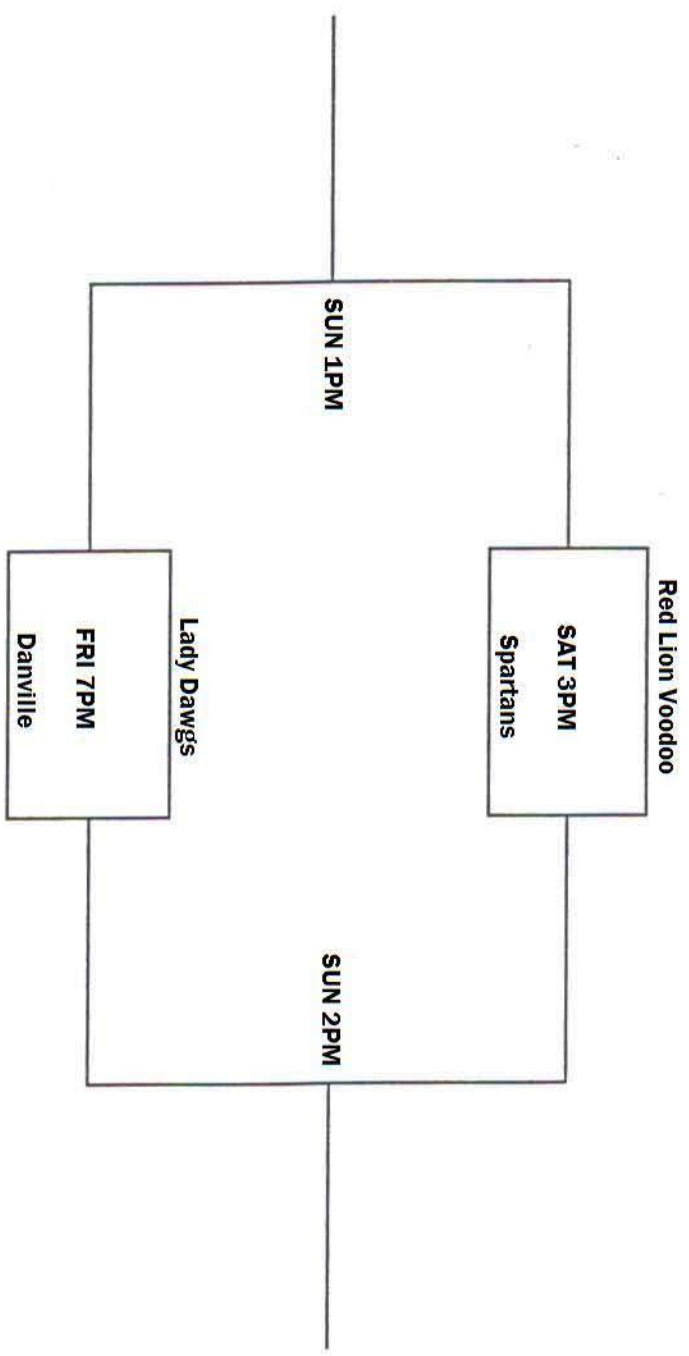 Red Lion Voodoo
SAT 3PM
Spartans
SUN 1PM
SUN 2PM
Lady Dawgs
FRI 7PM
Danville